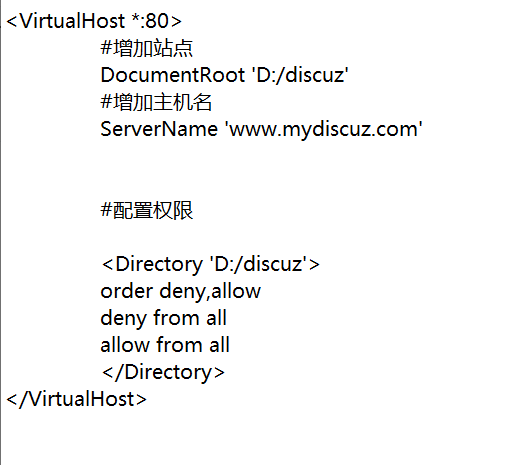 <VirtualHost *:80>
#增加站点
DocumentRoot 'D:/discuz'
#增加主机名
ServerName 'www.mydiscuz.com'
#配置权限
<Directory 'D:/discuz'>
order deny,allow
deny from all
allow from all
</Directory>
</VirtualHost>